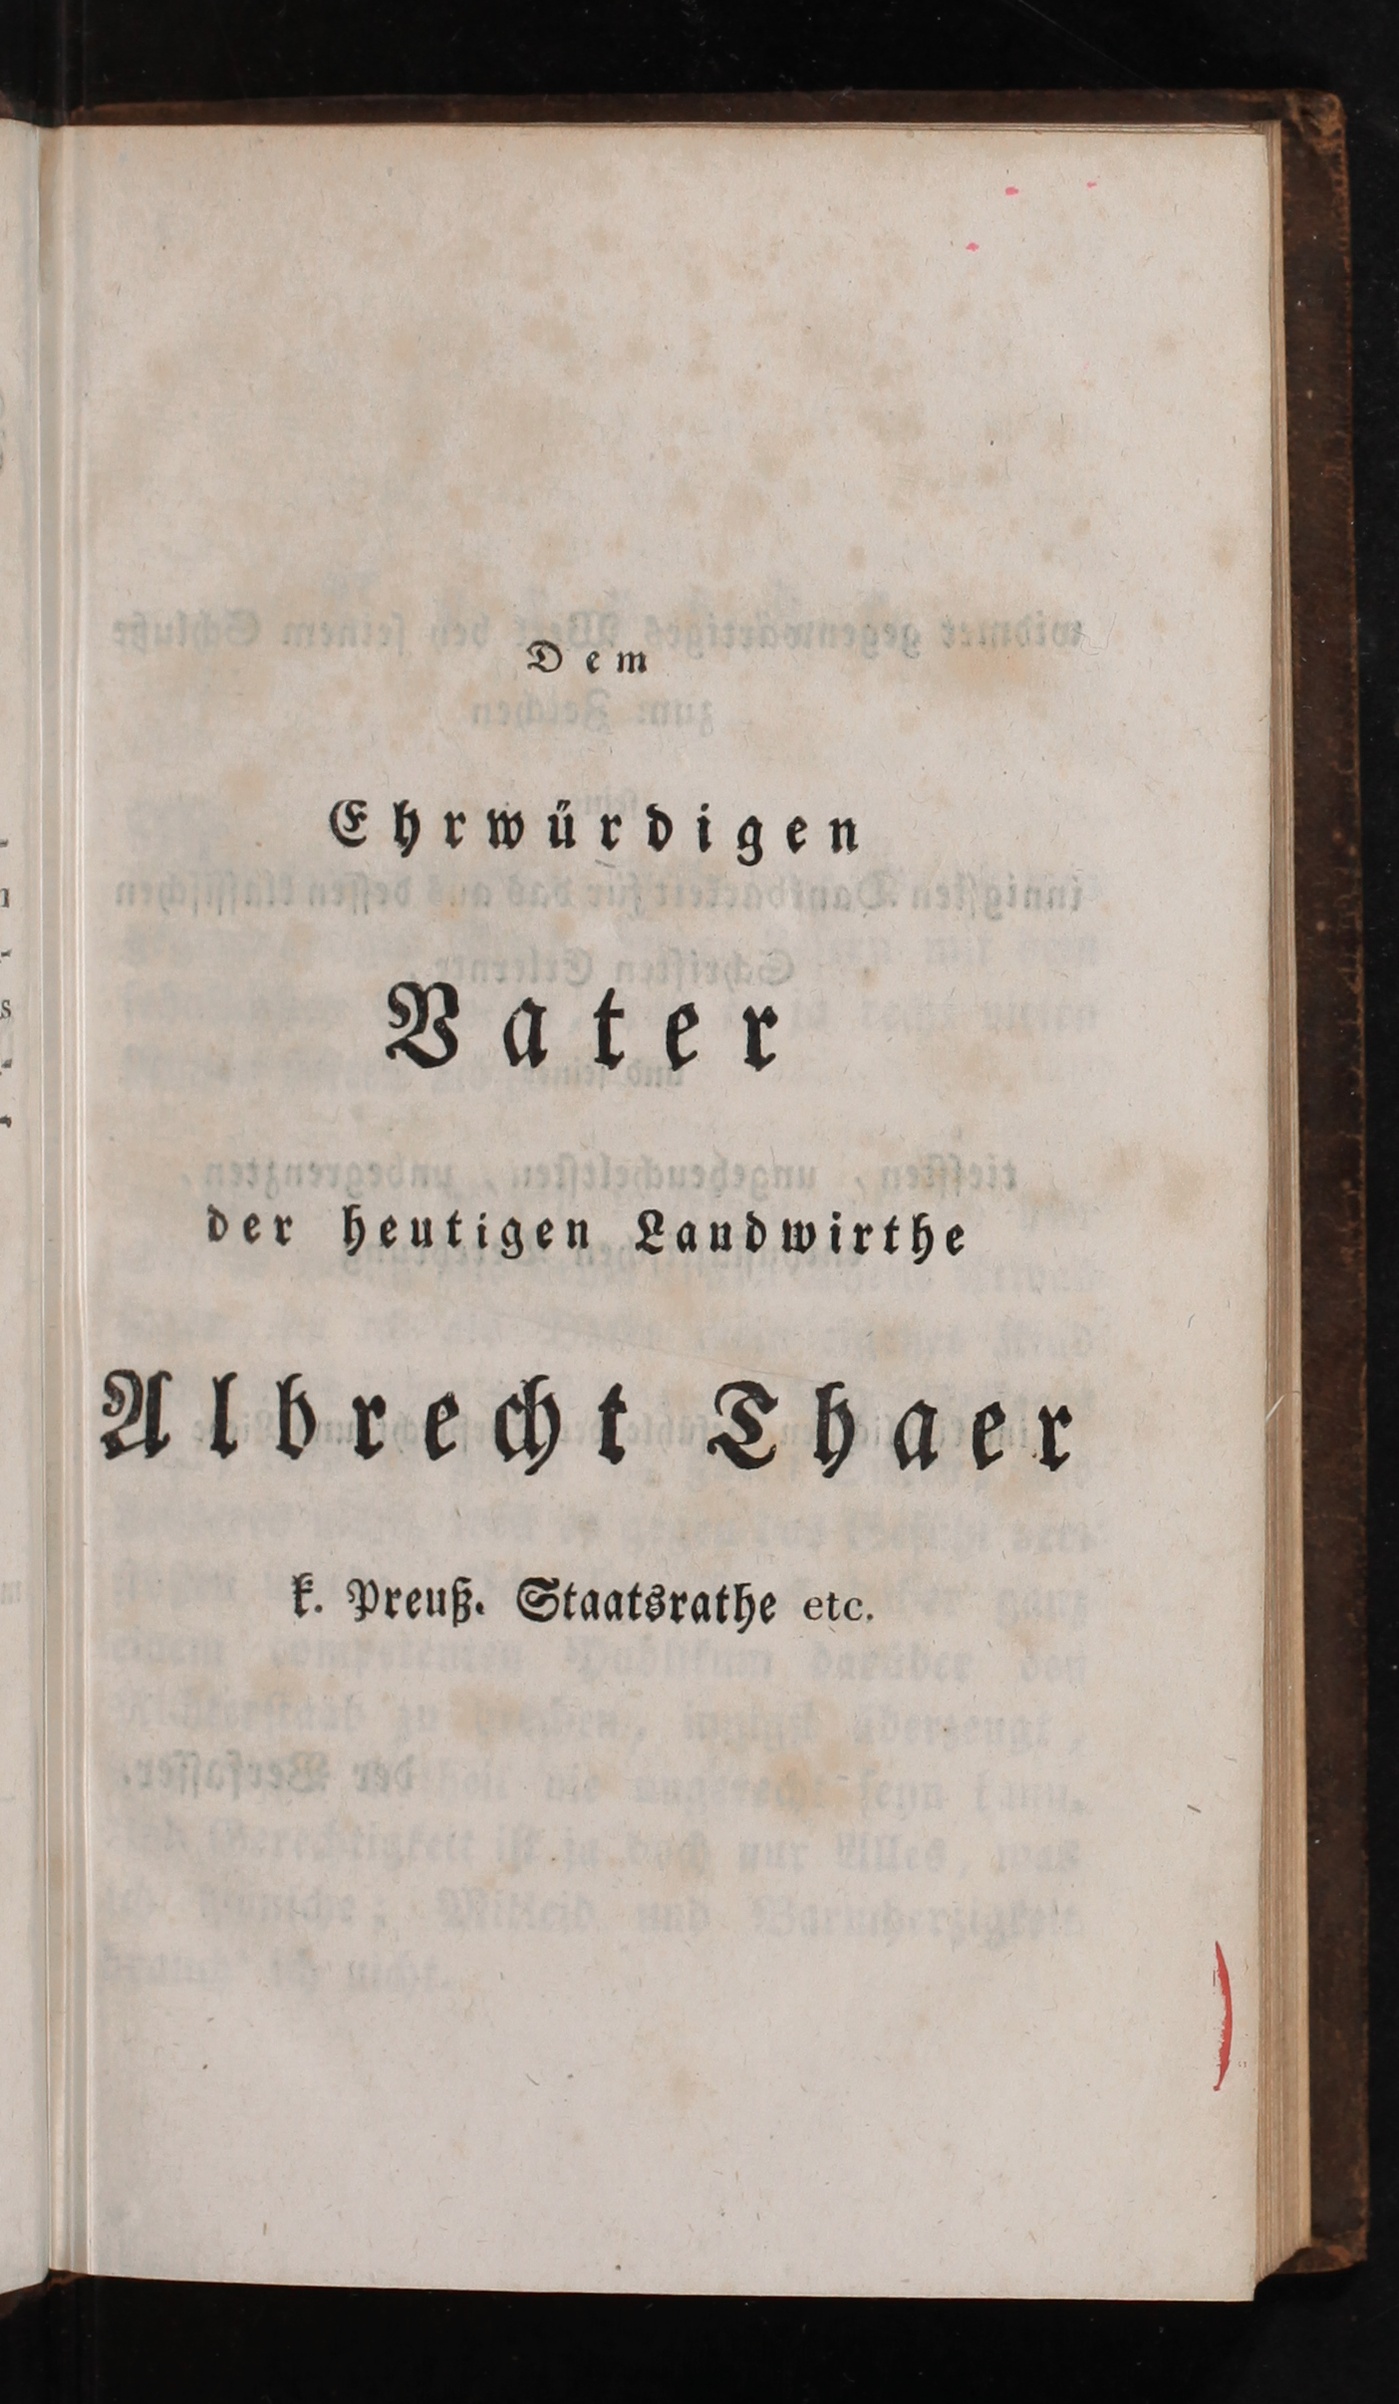 Dem
Ehrwürdigen
Vater
der heutigen Landwirthe
Albrecht Thaer
k. Preuß. Staatsrathe etc.